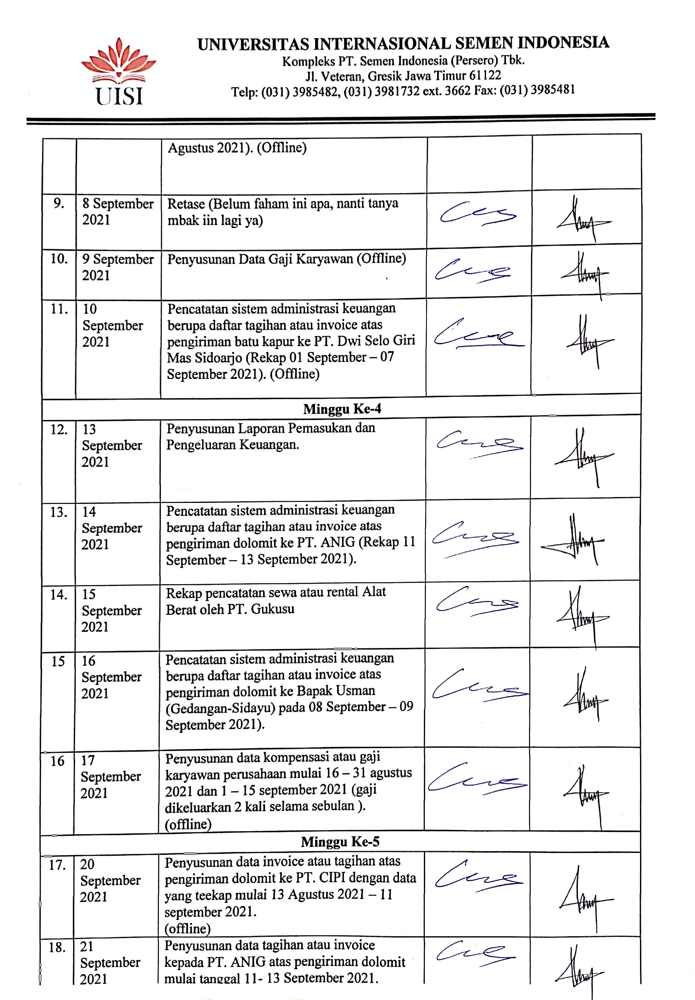 UNIVERSITAS INTERNASIONAL SEMEN INDONESIA
Kompleks PT. Semen Indonesia (Persero) Tbk.
Jl. Veteran, Gresik Jawa Timur 61122
Telp: (031) 3985482, (031) 3981732 ext. 3662 Fax: (031) 3985481
UISI
Agustus 2021). (Offline)
9.
8 September
2021
Retase (Belum faham ini apa, nanti tanya
mbak iin lagi ya)
10.
9 September
2021
Penyusunan Data Gaji Karyawan (Offline)
11.
10
September
2021
Pencatatan sistem administrasi keuangan
berupa daftar tagihan atau invoice atas
pengiriman batu kapur ke PT. Dwi Selo Giri
Mas Sidoarjo (Rekap 01 September – 07
September 2021). (Offline)
Minggu Ke-4
12.
13
September
2021
Penyusunan Laporan Pemasukan dan
Pengeluaran Keuangan.
13.
14
September
2021
Pencatatan sistem administrasi keuangan
berupa daftar tagihan atau invoice atas
pengiriman dolomit ke PT. ANIG (Rekap 11
September – 13 September 2021).
14.
15
September
2021
Rekap pencatatan sewa atau rental Alat
Berat oleh PT. Gukusu
15
16
September
2021
Pencatatan sistem administrasi keuangan
berupa daftar tagihan atau invoice atas
pengiriman dolomit ke Bapak Usman
(Gedangan-Sidayu) pada 08 September – 09
September 2021).
16
17
September
2021
Penyusunan data kompensasi atau gaji
karyawan perusahaan mulai 16 – 31 agustus
2021 dan 1 – 15 september 2021 (gaji
dikeluarkan 2 kali selama sebulan ).
(offline)
Minggu Ke-5
17.
20
September
2021
Penyusunan data invoice atau tagihan atas
pengiriman dolomit ke PT. CIPI dengan data
yang teekap mulai 13 Agustus 2021 – 11
september 2021.
(offline)
18.
21
September
2021
Penyusunan data tagihan atau invoice
kepada PT. ANIG atas pengiriman dolomit
mulai tanggal 11- 13 September 2021.